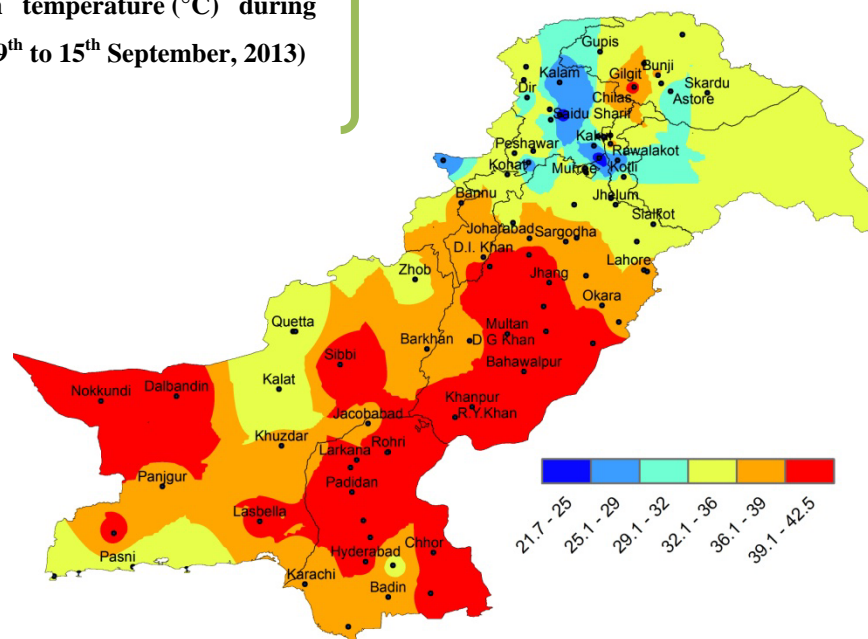 temperature (°C) during
9th to 15th September, 2013)
Gupis
Bunji
Gilgit
Kalam
Skardu
Dir
Chilas
Astore
Saidu Sharif
Peshawar
Rawalakot
Kohat
Kotli
Bannu
Jhelum
Sialkot
Joharabad
Sargodha
D.I. Khan
Lahore
Zhob
Jhang
Okara
Quetta
Multan
Barkhan
D G Khan
Sibbi
Bahawalpur
Nokkundi
Dalbandin
Kalat
Khanpur
Jacobabad
R.Y.Khan
Khuzdar
Larkana
Rohri
Panjgur
Padidan
Lasbella
Pasni
Hyderabad
Chhor
Karachi
Badin
21.7 - 25
25.1 - 29
29.1 - 32
32.1 - 36
36.1 - 39
39.1 - 42.5